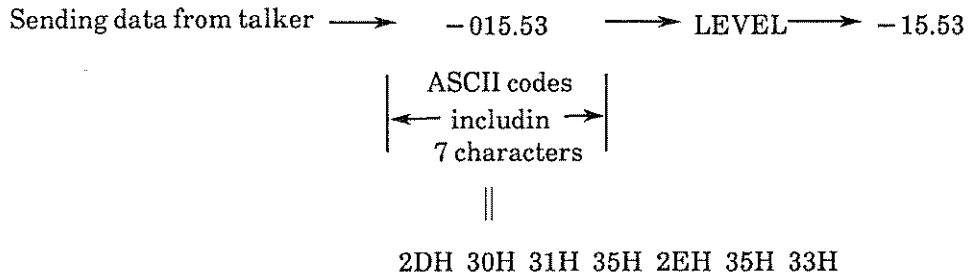 Sending data from talker → -015.53 → LEVEL → -15.53
ASCII codes
includin
7 characters
||
2DH 30H 31H 35H 2EH 35H 33H